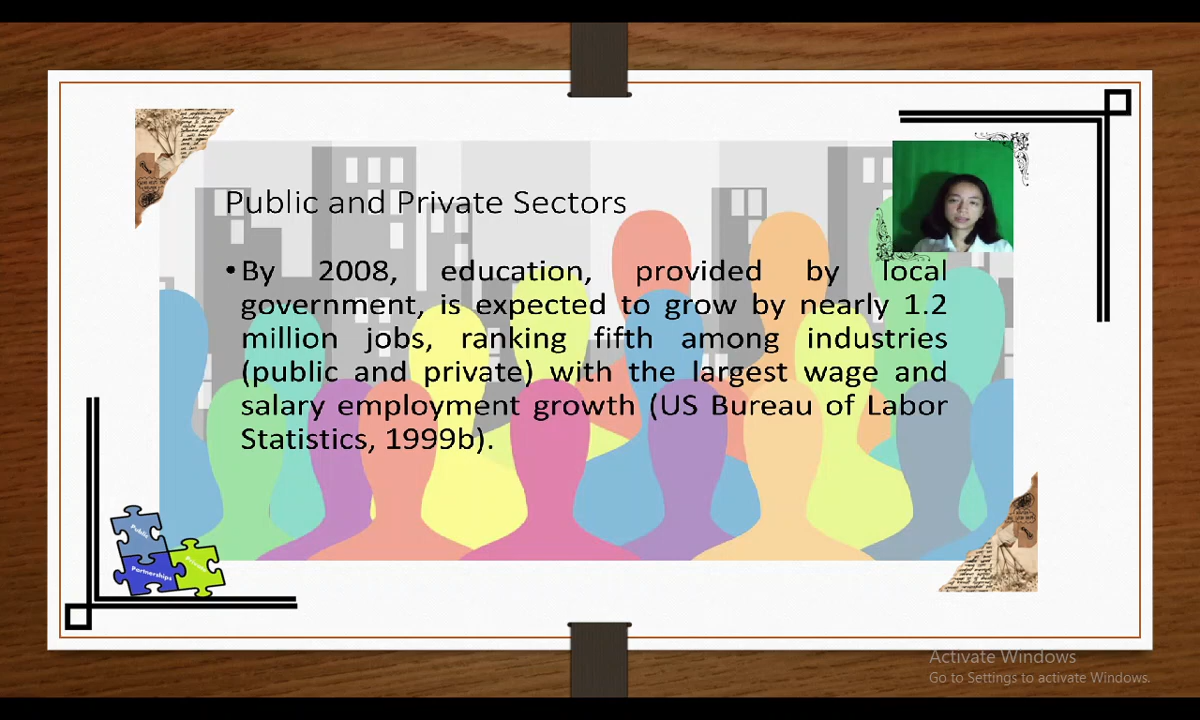 Public and Private Sectors
•By 2008, education, provided by local
government, is expected to grow by nearly 1.2
million jobs, ranking fifth among industries
(public and private) with the largest wage and
salary employment growth (US Bureau of Labor
Statistics, 1999b).
Public
Partnerships
Activate Windows
Go to Settings to activate Windows.